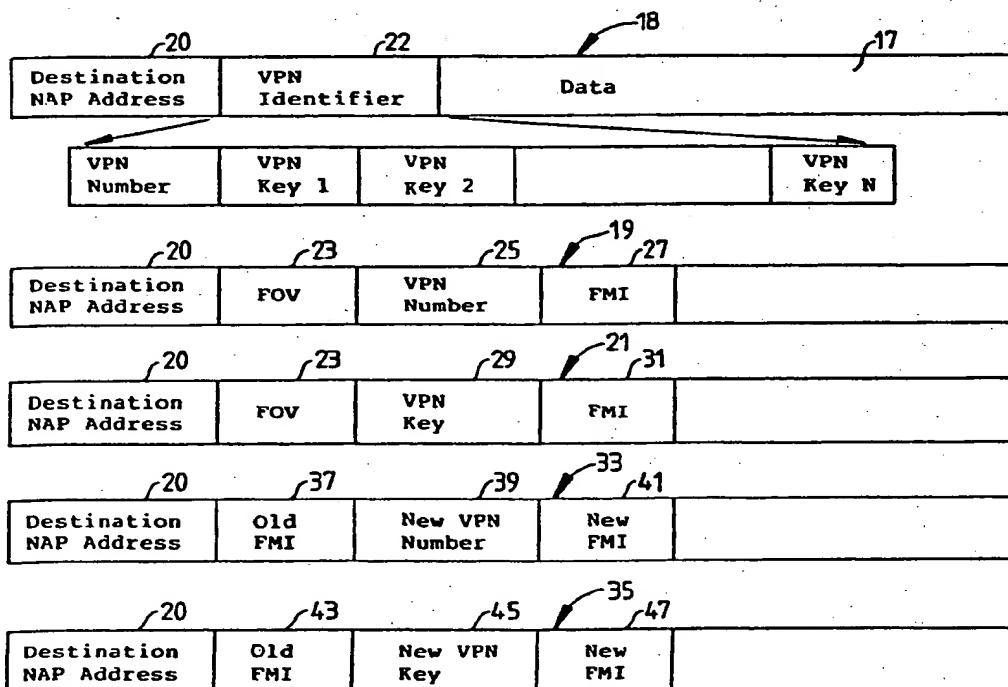 20 22 18 17
Destination VPN Data
NAP Address Identifier
VPN VPN VPN VPN
Number Key 1 Key 2 Key N
20 23 25 19 27
Destination FOV VPN FMI
NAP Address Number
20 23 29 21 31
Destination FOV VPN FMI
NAP Address Key
20 37 39 33 41
Destination Old New VPN New
NAP Address FMI Number FMI
20 43 45 35 47
Destination Old New VPN New
NAP Address FMI Key FMI